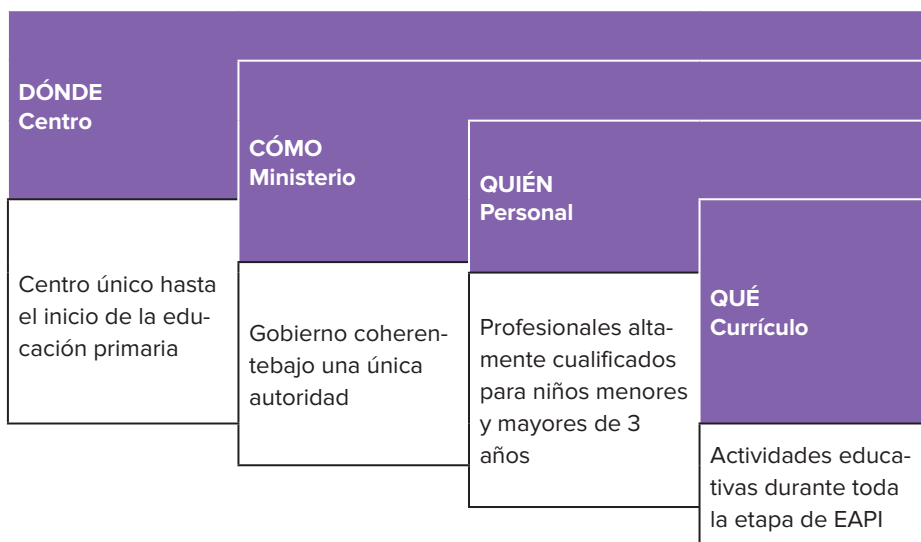 DÓNDE
Centro
Centro único hasta
el inicio de la edu-
cación primaria
CÓMO
Ministerio
Gobierno coheren-
tebajo una única
autoridad
QUIÉN
Personal
Profesionales alta-
mente cualificados
para niños menores
y mayores de 3
años
QUÉ
Currículo
Actividades educa-
tivas durante toda
la etapa de EAPI